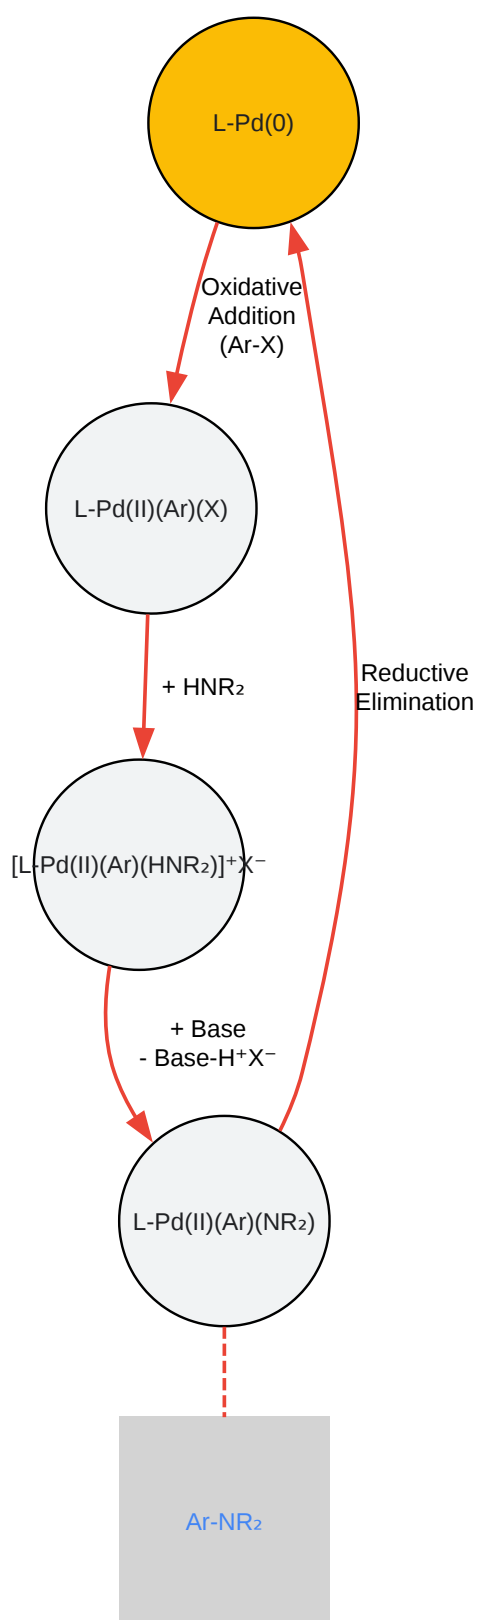 L-Pd(0)
Oxidative
Addition
(Ar-X)
L-Pd(II)(Ar)(X)
Reductive
Elimination
+ HNR₂
[L-Pd(II)(Ar)(HNR₂)]⁺X⁻
+ Base
- Base-H⁺X⁻
L-Pd(II)(Ar)(NR₂)
Ar-NR₂